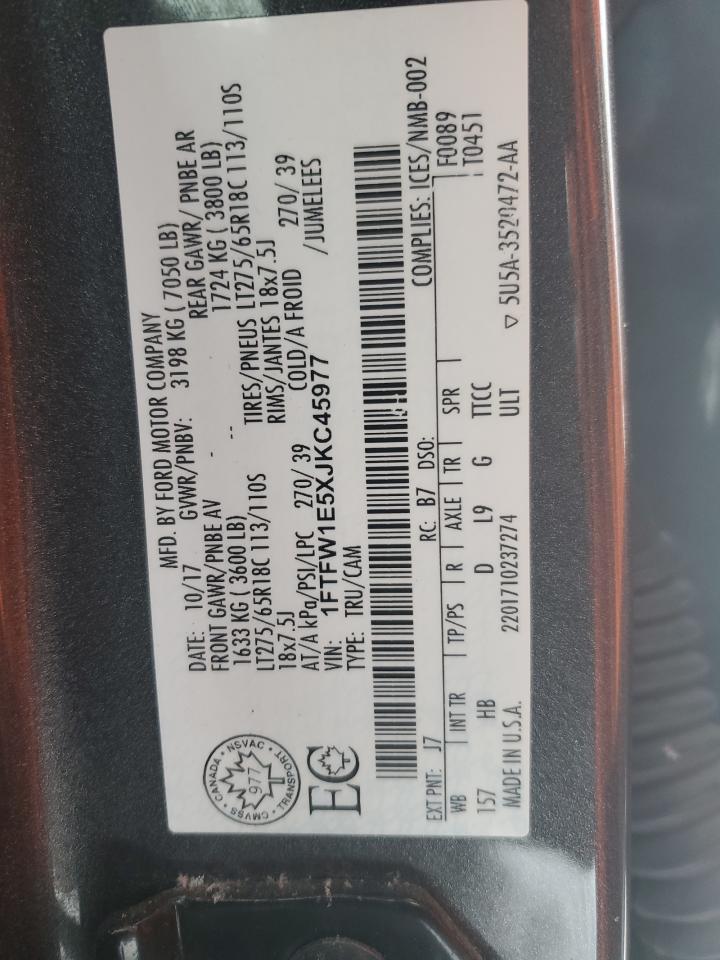 MFD. BY FORD MOTOR COMPANY
DATE: 10/17 GVWR/PNBV: 3198 KG ( 7050 LB)
FRONT GAWR/PNBE AV - REAR GAWR/ PNBE AR
1633 KG ( 3600 LB) -- 1724 KG ( 3800 LB)
LT275/65R18C 113/110S TIRES/PNEUS LT275/65R18C 113/110S
18x7.5J RIMS/JANTES 18x7.5J
AT/A kPa/PSI/LPC 270/ 39 COLD/A FROID 270/ 39
VIN: 1FTFW1E5XJKC45977 /JUMELEES
TYPE: TRU/CAM
CANADA • NSVAC • TRANSPORT • CMVSS •
977
EC
COMPLIES: ICES/NMB-002
EXT PNT: J7 RC: B7 DSO: F0089
WB INT TR TP/PS R AXLE TR SPR T0451
157 HB D L9 G TTCC
MADE IN U.S.A. 2201710237274 ULT ▽ 5U5A-3520472-AA